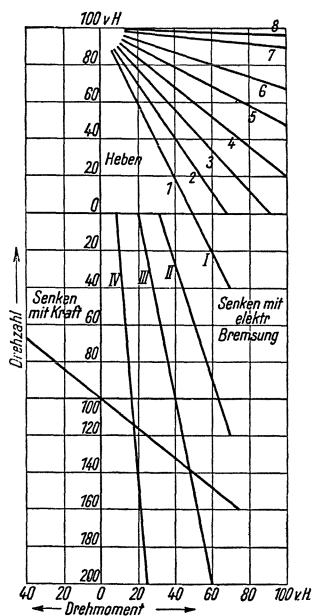 100 v H
8
80
7
6
60
5
40
4
3
Heben
20
2
1
0
20
I
IV
III
II
40
Senken
mit Kraft
Senken mit
elektr
Bremsung
60
80
100
120
140
160
180
200
40
20
0
20
40
60
80
100 v.H.
Drehzahl
Drehmoment